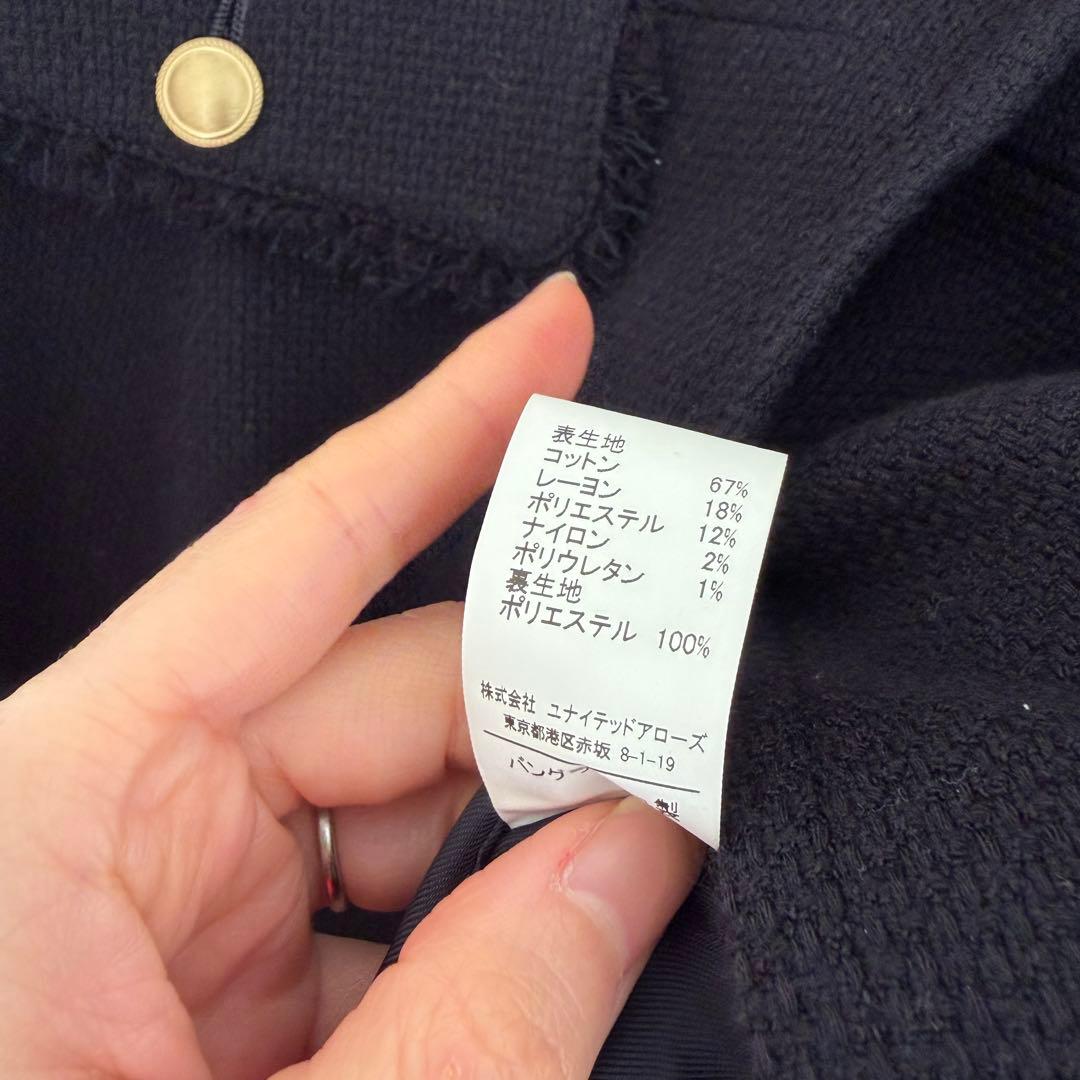 表生地
コットン 67%
レーヨン 18%
ポリエステル 12%
ナイロン 2%
ポリウレタン 1%
裏生地
ポリエステル 100%
株式会社 ユナイテッドアローズ
東京都港区赤坂 8-1-19
製